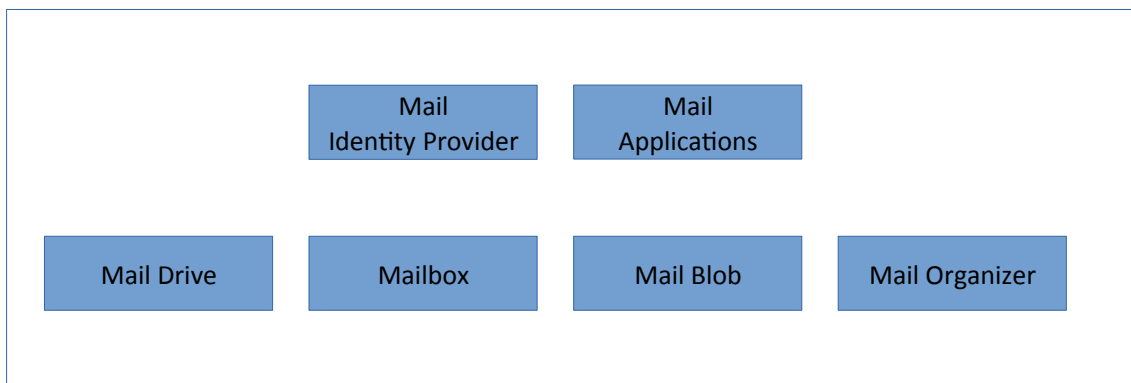 Mail
Identity Provider
Mail
Applications
Mail Drive
Mailbox
Mail Blob
Mail Organizer